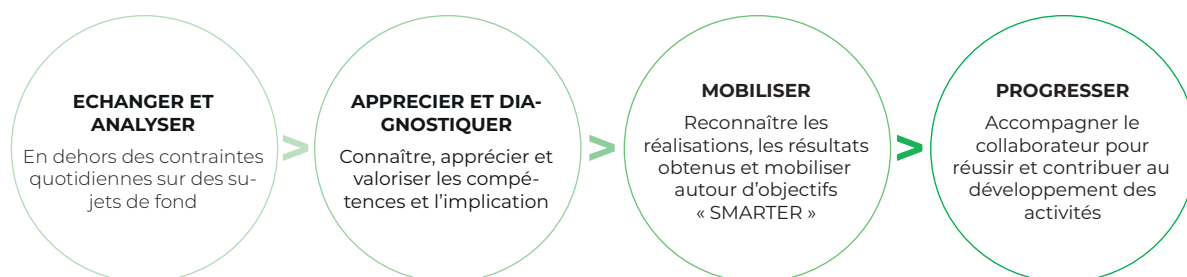 ECHANGER ET
ANALYSER
En dehors des contraintes
quotidiennes sur des su-
jets de fond
>
APPRECIER ET DIA-
GNOSTIQUER
Connaître, apprécier et
valoriser les compé-
tences et l’implication
>
MOBILISER
Reconnaître les
réalisations, les résultats
obtenus et mobiliser
autour d’objectifs
« SMARTER »
>
PROGRESSER
Accompagner le
collaborateur pour
réussir et contribuer au
développement des
activités